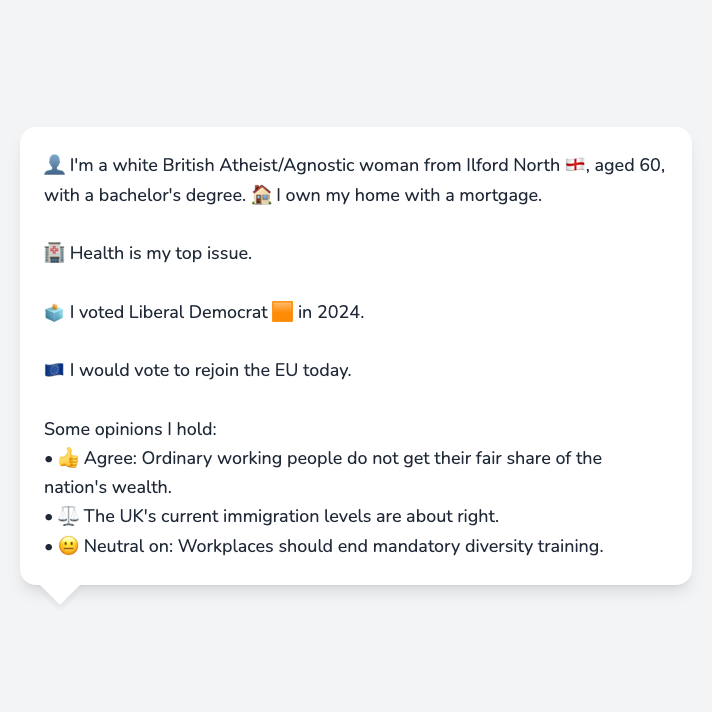 👤 I'm a white British Atheist/Agnostic woman from Ilford North 🏴󠁧󠁢󠁥󠁮󠁧󠁿, aged 60,
with a bachelor's degree. 🏠 I own my home with a mortgage.
🏥 Health is my top issue.
🗳️ I voted Liberal Democrat 🟧 in 2024.
🇪🇺 I would vote to rejoin the EU today.
Some opinions I hold:
• 👍 Agree: Ordinary working people do not get their fair share of the
nation's wealth.
• ⚖️ The UK's current immigration levels are about right.
• 😐 Neutral on: Workplaces should end mandatory diversity training.